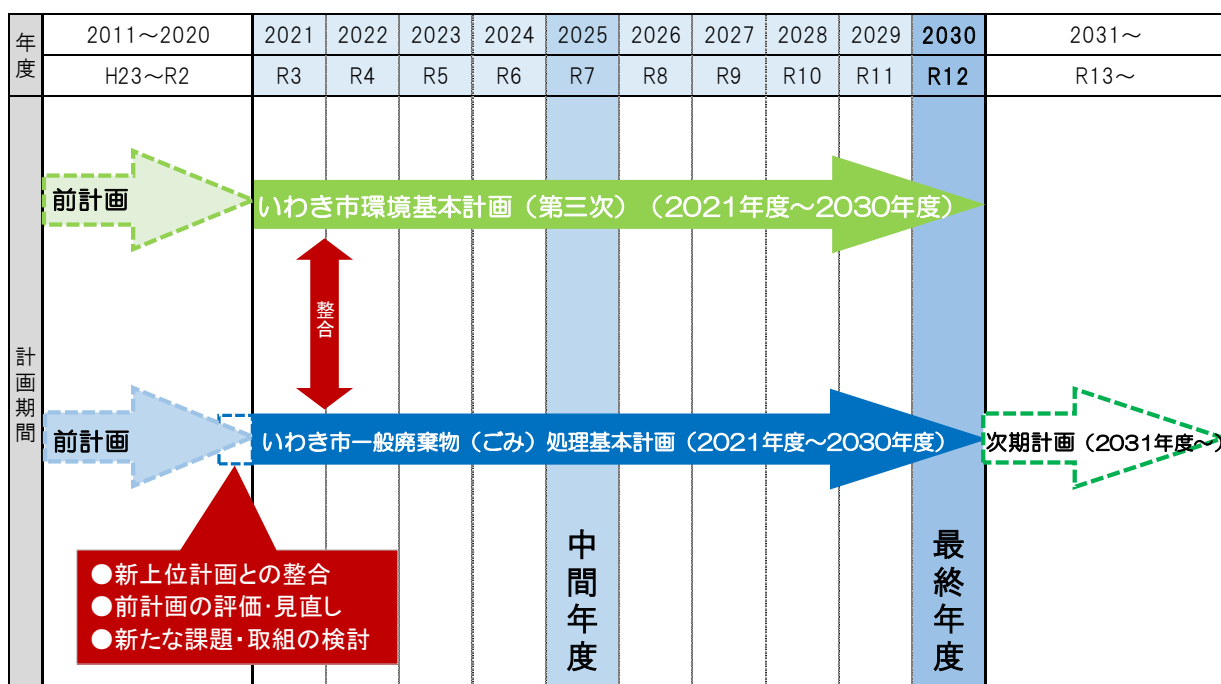 年度
2011～2020 2021 2022 2023 2024 2025 2026 2027 2028 2029 2030 2031～
H23～R2 R3 R4 R5 R6 R7 R8 R9 R10 R11 R12 R13～
計画期間
前計画
いわき市環境基本計画（第三次）（2021年度～2030年度）
整合
前計画
いわき市一般廃棄物（ごみ）処理基本計画（2021年度～2030年度）
次期計画（2031年度～）
●新上位計画との整合
●前計画の評価･見直し
●新たな課題･取組の検討
中間年度
最終年度